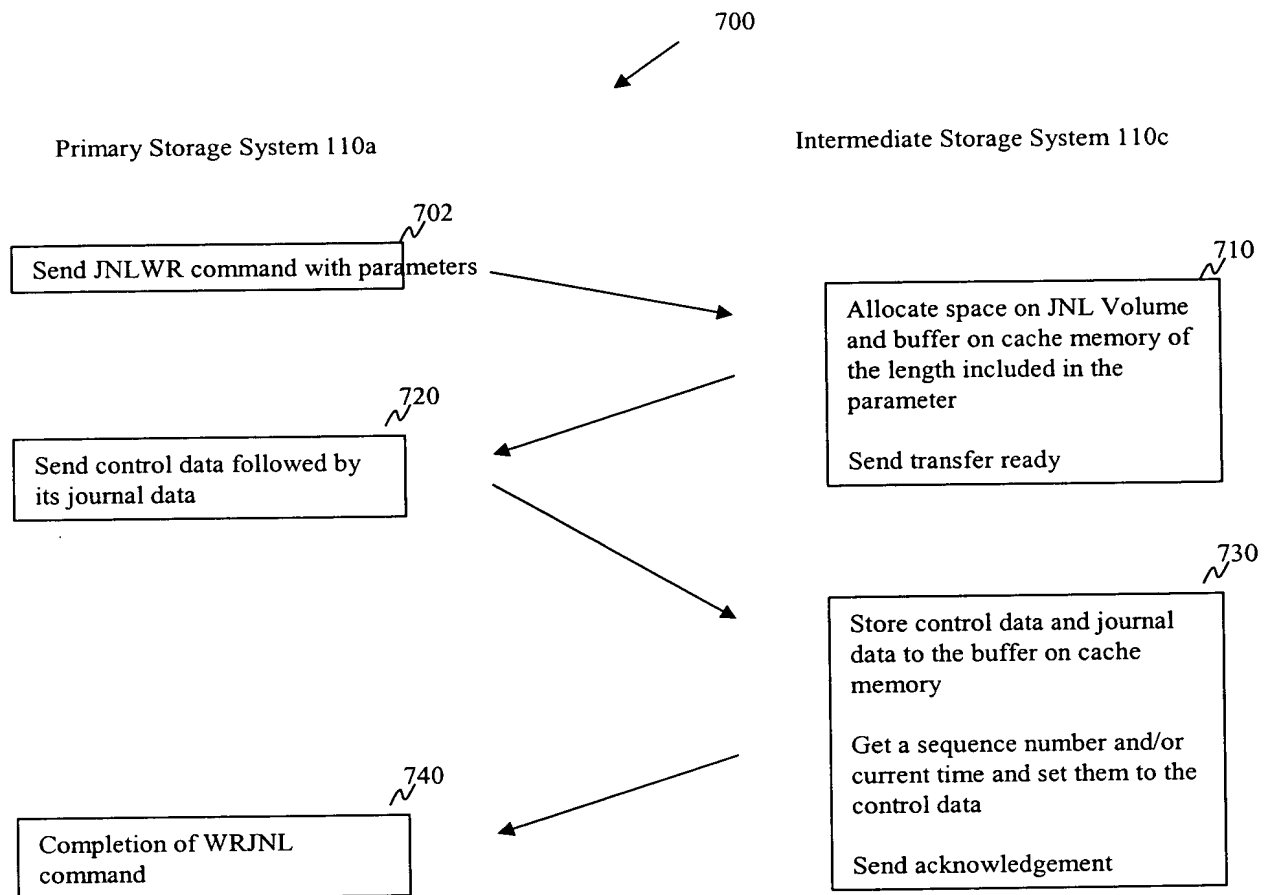 700
Primary Storage System 110a
Intermediate Storage System 110c
702
Send JNLWR command with parameters
710
Allocate space on JNL Volume
and buffer on cache memory of
the length included in the
parameter
Send transfer ready
720
Send control data followed by
its journal data
730
Store control data and journal
data to the buffer on cache
memory
Get a sequence number and/or
current time and set them to the
control data
Send acknowledgement
740
Completion of WRJNL
command